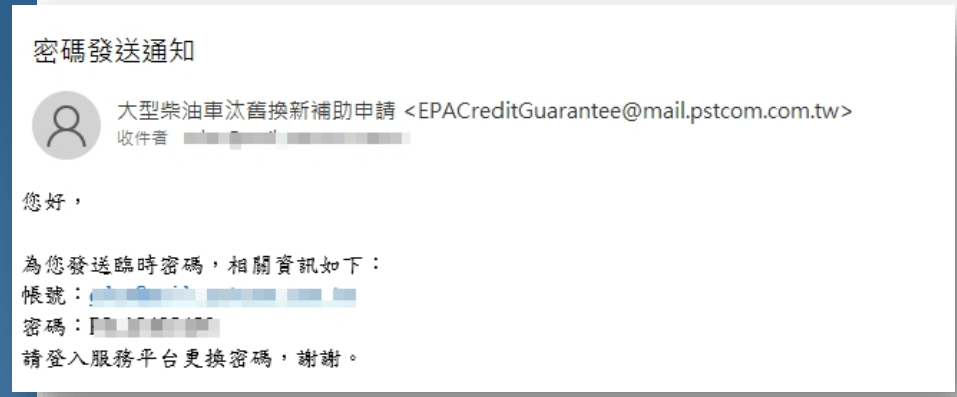 密碼發送通知
大型柴油車汰舊換新補助申請 <EPACreditGuarantee@mail.pstcom.com.tw>
收件者
您好，
為您發送臨時密碼，相關資訊如下：
帳號：
密碼：
請登入服務平台更換密碼，謝謝。